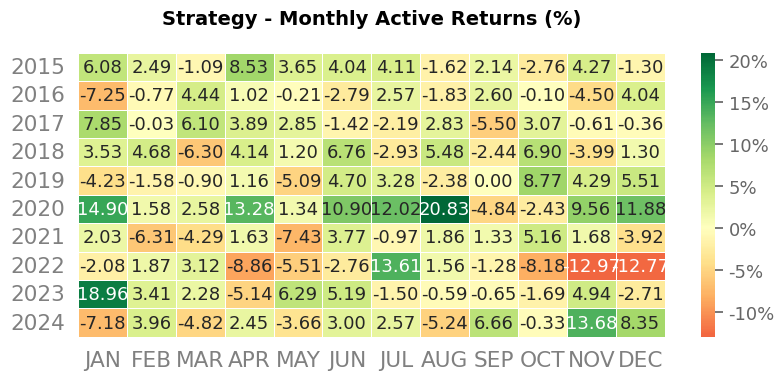 Strategy - Monthly Active Returns (%)
2015 6.08 2.49 -1.09 8.53 3.65 4.04 4.11 -1.62 2.14 -2.76 4.27 -1.30
2016 -7.25 -0.77 4.44 1.02 -0.21 -2.79 2.57 -1.83 2.60 -0.10 -4.50 4.04
2017 7.85 -0.03 6.10 3.89 2.85 -1.42 -2.19 2.83 -5.50 3.07 -0.61 -0.36
2018 3.53 4.68 -6.30 4.14 1.20 6.76 -2.93 5.48 -2.44 6.90 -3.99 1.30
2019 -4.23 -1.58 -0.90 1.16 -5.09 4.70 3.28 -2.38 0.00 8.77 4.29 5.51
2020 14.90 1.58 2.58 13.28 1.34 10.90 12.02 20.83 -4.84 -2.43 9.56 11.88
2021 2.03 -6.31 -4.29 1.63 -7.43 3.77 -0.97 1.86 1.33 5.16 1.68 -3.92
2022 -2.08 1.87 3.12 -8.86 -5.51 -2.76 13.61 1.56 -1.28 -8.18 -12.97 -12.77
2023 18.96 3.41 2.28 -5.14 6.29 5.19 -1.50 -0.59 -0.65 -1.69 4.94 -2.71
2024 -7.18 3.96 -4.82 2.45 -3.66 3.00 2.57 -5.24 6.66 -0.33 13.68 8.35
JAN FEB MAR APR MAY JUN JUL AUG SEP OCT NOV DEC
20%
15%
10%
5%
0%
-5%
-10%